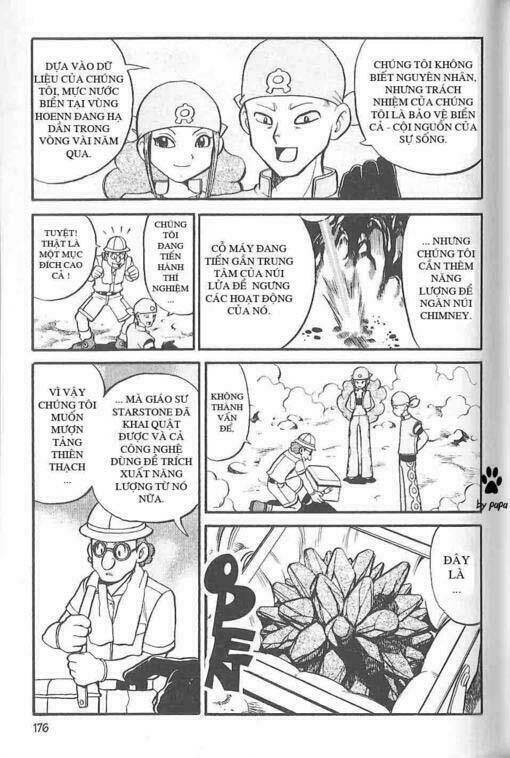 CHÚNG TÔI KHÔNG
BIẾT NGUYÊN NHÂN,
NHƯNG TRÁCH
NHIỆM CỦA CHÚNG
TÔI LÀ BẢO VỆ BIỂN
CẢ - CỘI NGUỒN CỦA
SỰ SỐNG.
DỰA VÀO DỮ
LIỆU CỦA CHÚNG
TÔI, MỰC NƯỚC
BIỂN TẠI VÙNG
HOENN ĐANG HẠ
DẦN TRONG
VÒNG VÀI NĂM
QUA.
... NHƯNG
CHÚNG TÔI
CẦN THÊM
NĂNG
LƯỢNG ĐỂ
NGĂN NÚI
CHIMNEY.
CỖ MÁY ĐANG
TIẾN GẦN TRUNG
TÂM CỦA NÚI
LỬA ĐỂ NGƯNG
CÁC HOẠT ĐỘNG
CỦA NÓ.
CHÚNG
TÔI
ĐANG
TIẾN
HÀNH
THÍ
NGHIỆM
...
TUYỆT!
THẬT LÀ
MỘT MỤC
ĐÍCH CAO
CẢ !
KHÔNG
THÀNH
VẤN
ĐỀ.
... MÀ GIÁO SƯ
STARSTONE ĐÃ
KHAI QUẬT
ĐƯỢC VÀ CẢ
CÔNG NGHỆ
DÙNG ĐỂ TRÍCH
XUẤT NĂNG
LƯỢNG TỪ NÓ
NỮA.
VÌ VẬY
CHÚNG TÔI
MUỐN
MƯỢN
TẢNG
THIÊN
THẠCH
...
ĐÂY
LÀ
...
OPEN
by papa
176